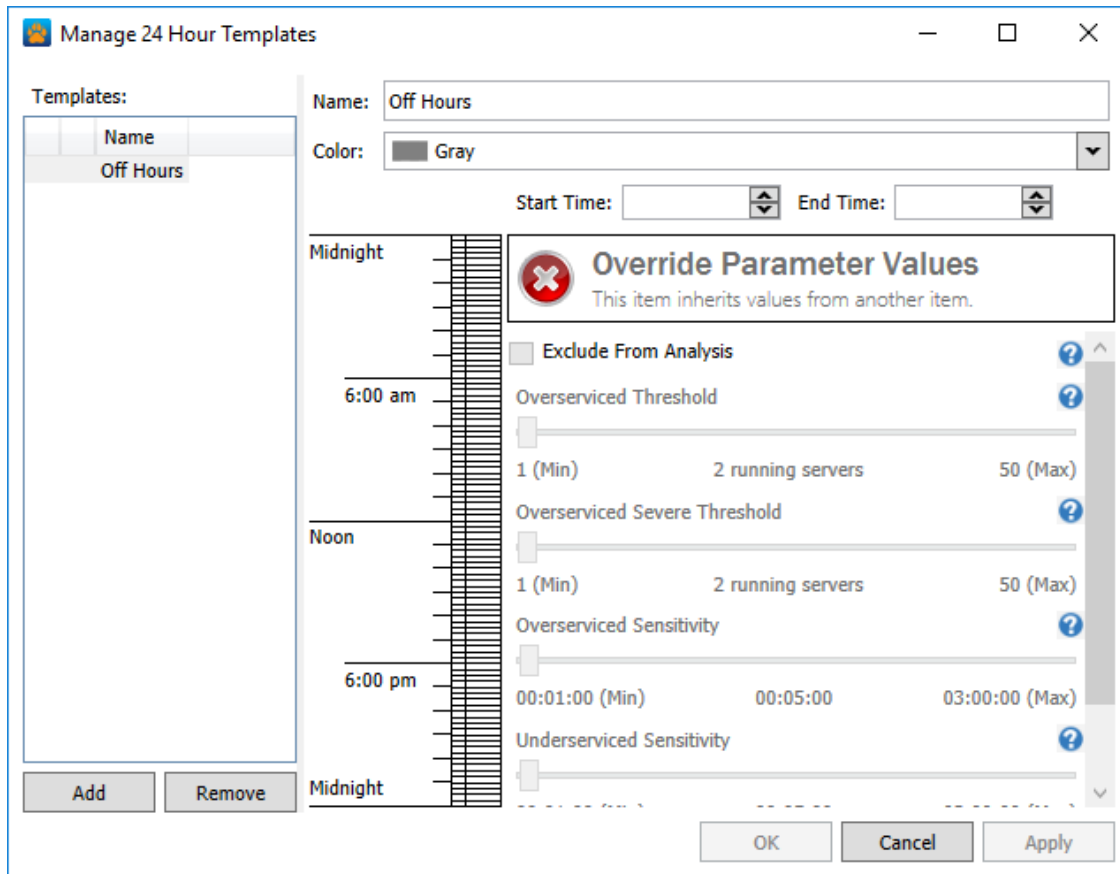 Manage 24 Hour Templates
Templates:
Name
Off Hours
Add
Remove
Name: Off Hours
Color: Gray
Start Time: End Time:
Midnight
6:00 am
Noon
6:00 pm
Midnight
Override Parameter Values
This item inherits values from another item.
Exclude From Analysis
Overserviced Threshold
1 (Min) 2 running servers 50 (Max)
Overserviced Severe Threshold
1 (Min) 2 running servers 50 (Max)
Overserviced Sensitivity
00:01:00 (Min) 00:05:00 03:00:00 (Max)
Underserviced Sensitivity
OK Cancel Apply